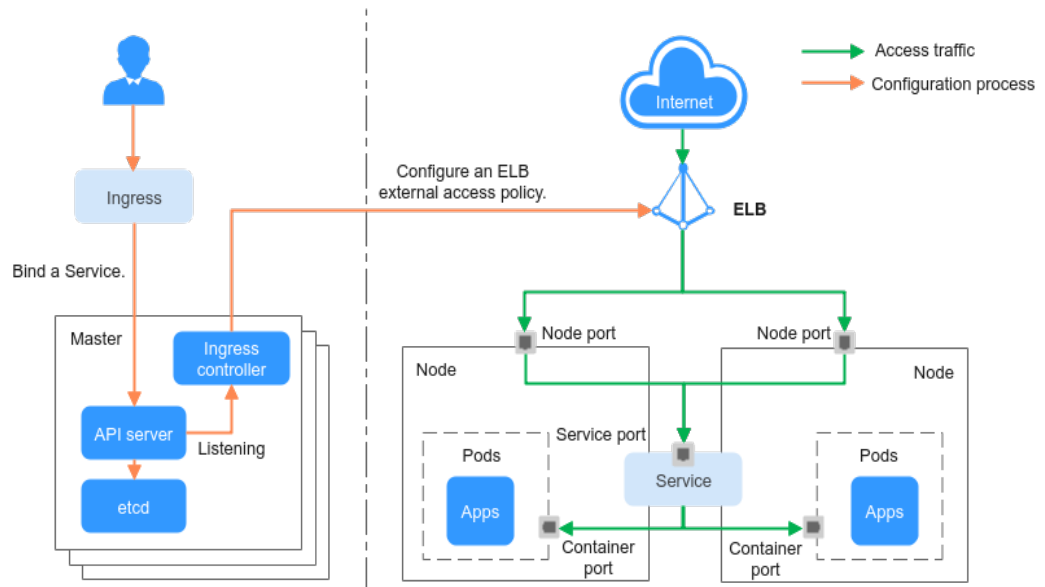 Internet
Access traffic
Configuration process
Ingress
Configure an ELB
external access policy.
ELB
Bind a Service.
Master
Ingress
controller
API server
Listening
etcd
Node port
Node port
Node
Node
Service port
Pods
Apps
Service
Pods
Apps
Container
port
Container
port